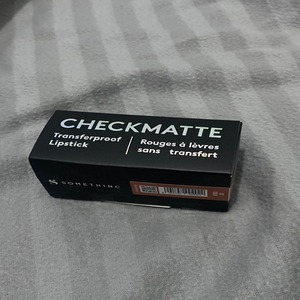 CHECKMATTE
Transferproof
Lipstick
Rouges à lèvres
sans transfert
SOMETHINC